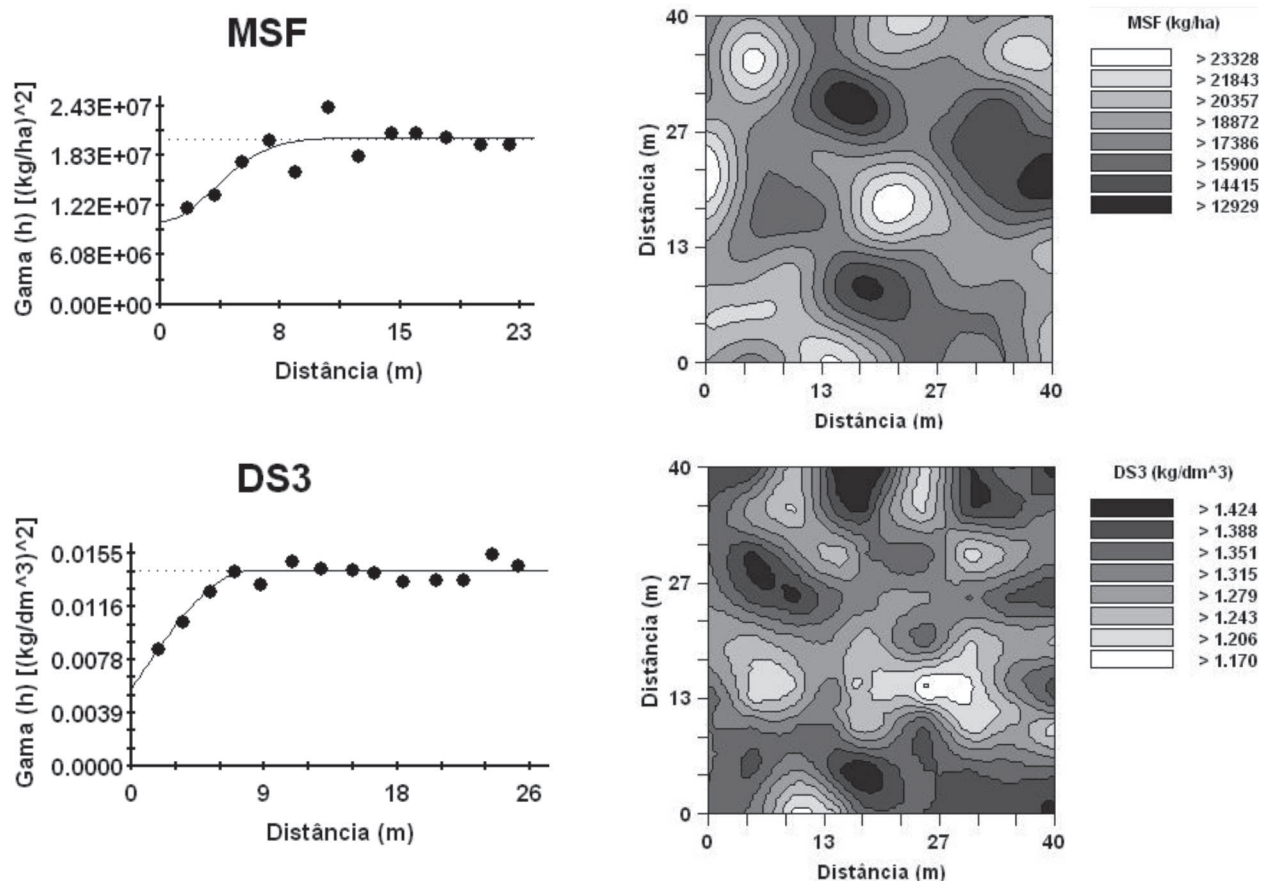 MSF
Gama (h) [(kg/ha)^2]
2.43E+07
1.83E+07
1.22E+07
6.08E+06
0.00E+00
0 8 15 23
Distância (m)
Distância (m)
40
27
13
0
0 13 27 40
Distância (m)
MSF (kg/ha)
> 23328
> 21843
> 20357
> 18872
> 17386
> 15900
> 14415
> 12929
DS3
Gama (h) [(kg/dm^3)^2]
0.0155
0.0116
0.0078
0.0039
0.0000
0 9 18 26
Distância (m)
Distância (m)
40
27
13
0
0 13 27 40
Distância (m)
DS3 (kg/dm^3)
> 1.424
> 1.388
> 1.351
> 1.315
> 1.279
> 1.243
> 1.206
> 1.170